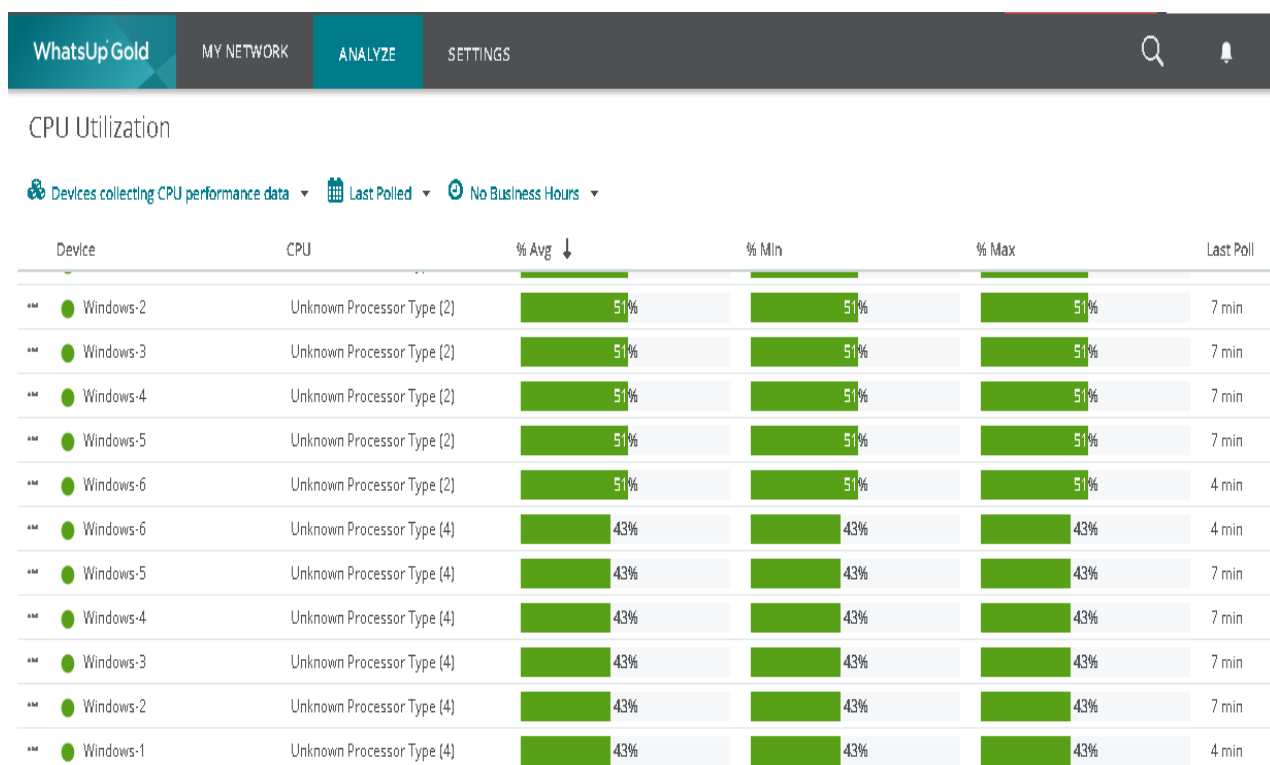 WhatsUp Gold MY NETWORK ANALYZE SETTINGS
CPU Utilization
Devices collecting CPU performance data Last Polled No Business Hours
Device CPU % Avg % Min % Max Last Poll
Windows-2 Unknown Processor Type (2) 51% 51% 51% 7 min
Windows-3 Unknown Processor Type (2) 51% 51% 51% 7 min
Windows-4 Unknown Processor Type (2) 51% 51% 51% 7 min
Windows-5 Unknown Processor Type (2) 51% 51% 51% 7 min
Windows-6 Unknown Processor Type (2) 51% 51% 51% 4 min
Windows-6 Unknown Processor Type (4) 43% 43% 43% 4 min
Windows-5 Unknown Processor Type (4) 43% 43% 43% 7 min
Windows-4 Unknown Processor Type (4) 43% 43% 43% 7 min
Windows-3 Unknown Processor Type (4) 43% 43% 43% 7 min
Windows-2 Unknown Processor Type (4) 43% 43% 43% 7 min
Windows-1 Unknown Processor Type (4) 43% 43% 43% 4 min